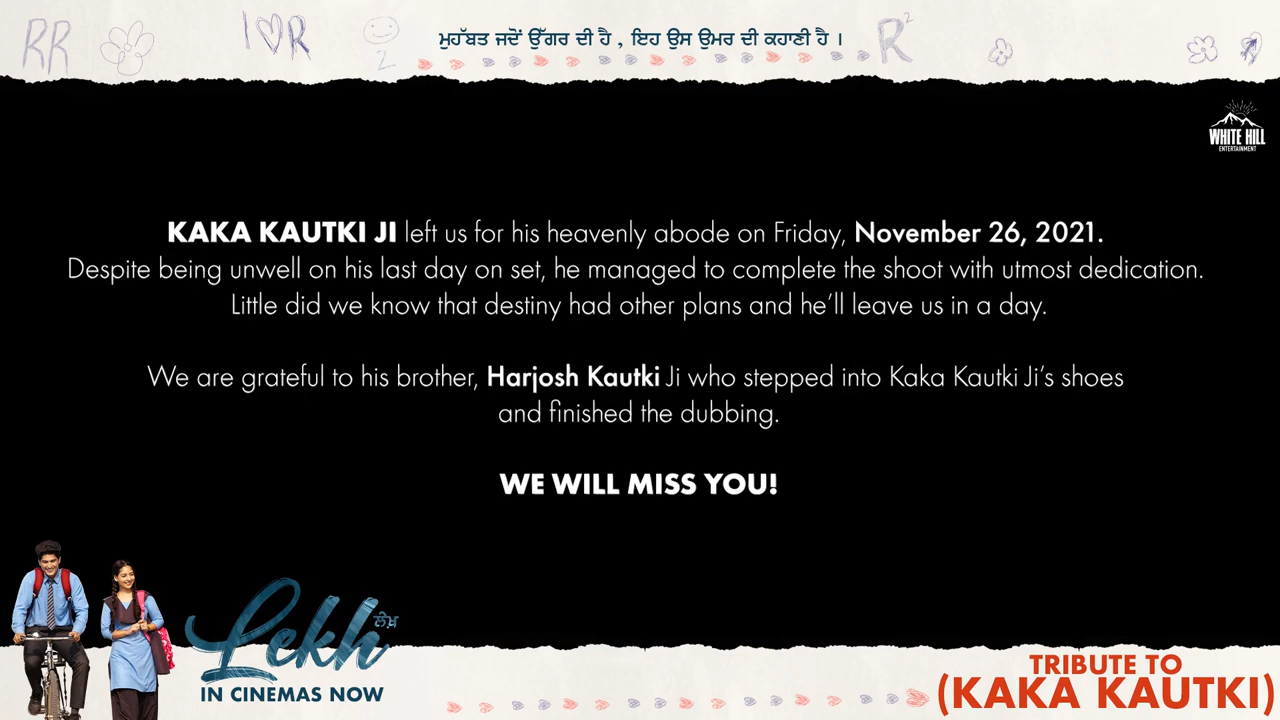 RR
I ♡ R
2
ਮੁਹੱਬਤ ਜਦੋਂ ਉੱਗਰ ਦੀ ਹੈ , ਇਹ ਉਸ ਉਮਰ ਦੀ ਕਹਾਣੀ ਹੈ ।
R²
WHITE HILL
ENTERTAINMENT
KAKA KAUTKI JI left us for his heavenly abode on Friday, November 26, 2021.
Despite being unwell on his last day on set, he managed to complete the shoot with utmost dedication.
Little did we know that destiny had other plans and he'll leave us in a day.
We are grateful to his brother, Harjosh Kautki Ji who stepped into Kaka Kautki Ji's shoes
and finished the dubbing.
WE WILL MISS YOU!
Lekh
ਲੇਖ਼
IN CINEMAS NOW
TRIBUTE TO
(KAKA KAUTKI)